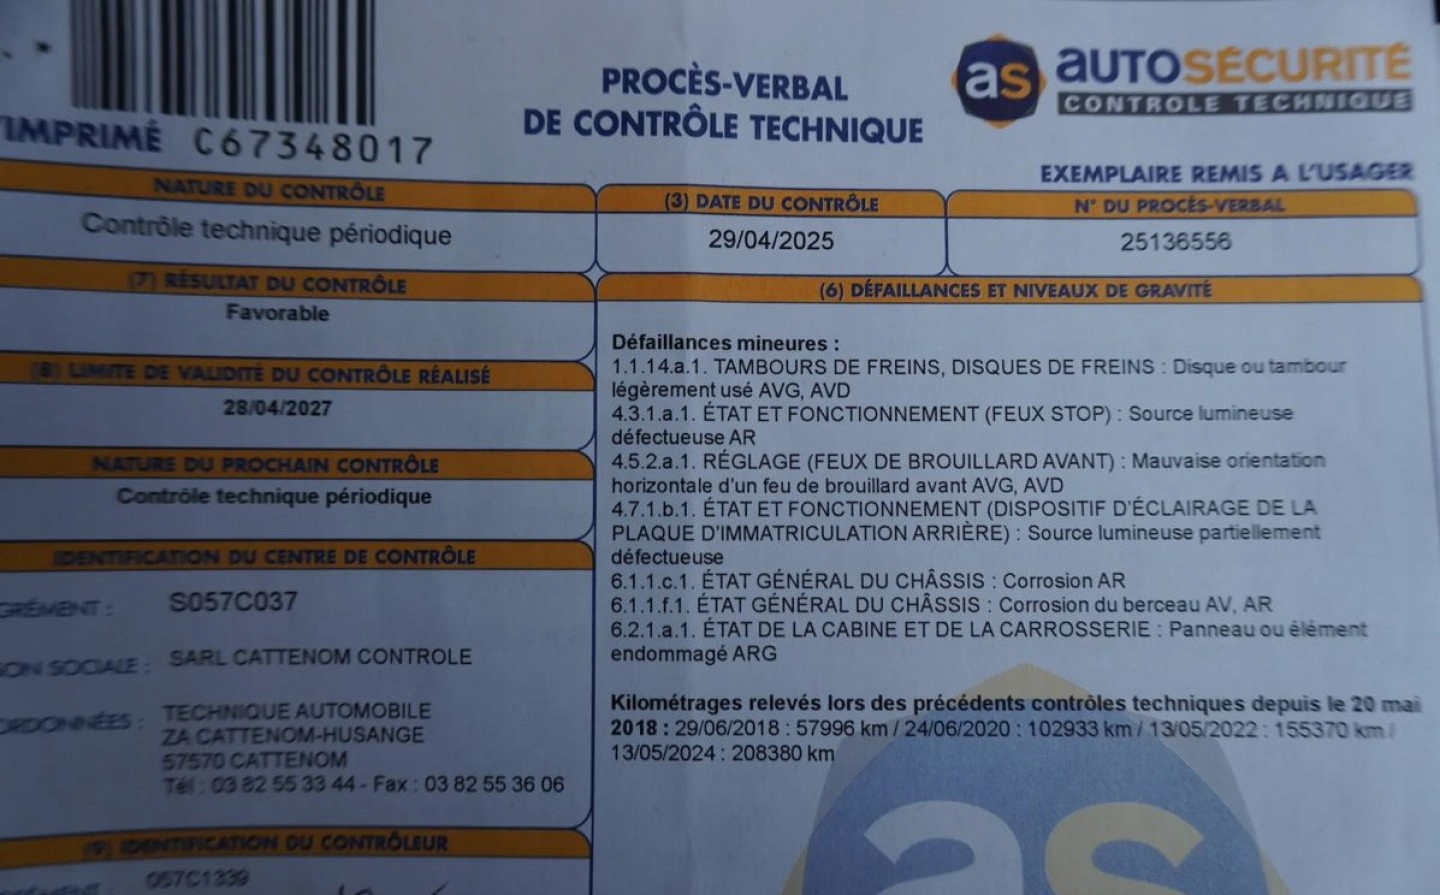 PROCÈS-VERBAL
DE CONTRÔLE TECHNIQUE
as AUTOSÉCURITÉ
CONTROLE TECHNIQUE
IMPRIMÉ C67348017
EXEMPLAIRE REMIS A L'USAGER
NATURE DU CONTRÔLE
Contrôle technique périodique
(3) DATE DU CONTRÔLE
29/04/2025
N° DU PROCÈS-VERBAL
25136556
(7) RÉSULTAT DU CONTRÔLE
Favorable
(8) LIMITE DE VALIDITÉ DU CONTRÔLE RÉALISÉ
28/04/2027
NATURE DU PROCHAIN CONTRÔLE
Contrôle technique périodique
IDENTIFICATION DU CENTRE DE CONTRÔLE
GRÉMENT : S057C037
ON SOCIALE : SARL CATTENOM CONTROLE
ORDONNÉES : TECHNIQUE AUTOMOBILE
ZA CATTENOM-HUSANGE
57570 CATTENOM
Tél : 03 82 55 33 44 - Fax : 03 82 55 36 06
(9) IDENTIFICATION DU CONTRÔLEUR
057C1339
(6) DÉFAILLANCES ET NIVEAUX DE GRAVITÉ
Défaillances mineures :
1.1.14.a.1. TAMBOURS DE FREINS, DISQUES DE FREINS : Disque ou tambour
légèrement usé AVG, AVD
4.3.1.a.1. ÉTAT ET FONCTIONNEMENT (FEUX STOP) : Source lumineuse
défectueuse AR
4.5.2.a.1. RÉGLAGE (FEUX DE BROUILLARD AVANT) : Mauvaise orientation
horizontale d'un feu de brouillard avant AVG, AVD
4.7.1.b.1. ÉTAT ET FONCTIONNEMENT (DISPOSITIF D'ÉCLAIRAGE DE LA
PLAQUE D'IMMATRICULATION ARRIÈRE) : Source lumineuse partiellement
défectueuse
6.1.1.c.1. ÉTAT GÉNÉRAL DU CHÂSSIS : Corrosion AR
6.1.1.f.1. ÉTAT GÉNÉRAL DU CHÂSSIS : Corrosion du berceau AV, AR
6.2.1.a.1. ÉTAT DE LA CABINE ET DE LA CARROSSERIE : Panneau ou élément
endommagé ARG
Kilométrages relevés lors des précédents contrôles techniques depuis le 20 mai
2018 : 29/06/2018 : 57996 km / 24/06/2020 : 102933 km / 13/05/2022 : 155370 km /
13/05/2024 : 208380 km
as